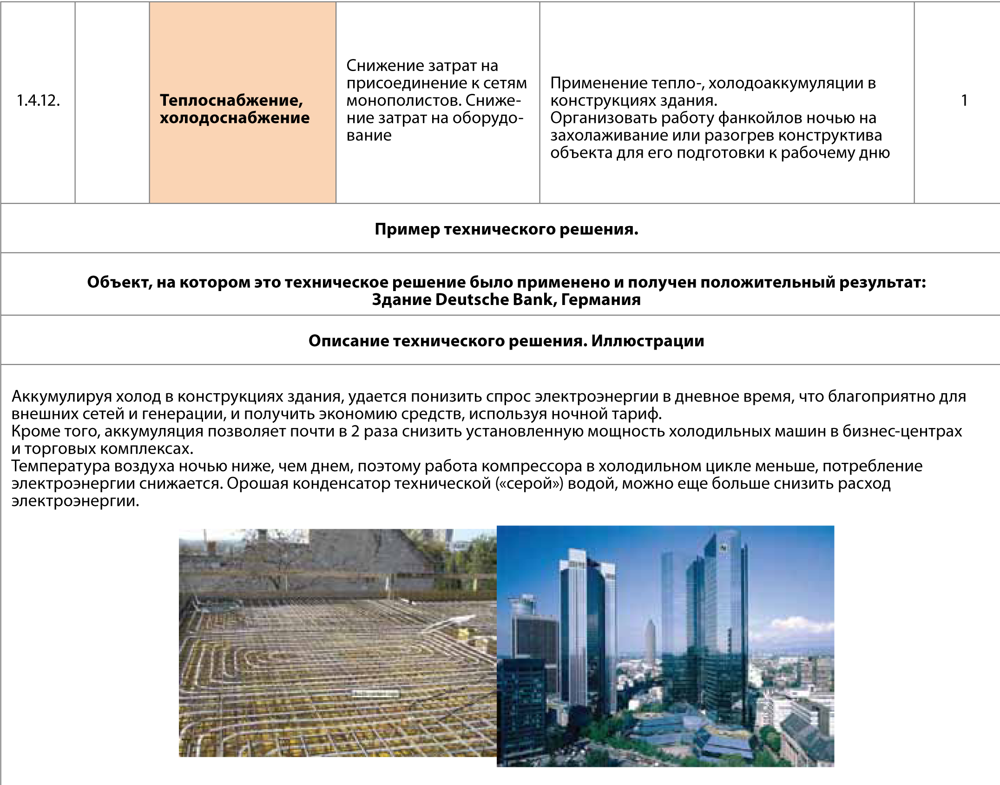 1.4.12.
Теплоснабжение,
холодоснабжение
Снижение затрат на
присоединение к сетям
монополистов. Сниже-
ние затрат на оборудо-
вание
Применение тепло-, холодоаккумуляции в
конструкциях здания.
Организовать работу фанкойлов ночью на
захолаживание или разогрев конструктива
объекта для его подготовки к рабочему дню
1
Пример технического решения.
Объект, на котором это техническое решение было применено и получен положительный результат:
Здание Deutsche Bank, Германия
Описание технического решения. Иллюстрации
Аккумулируя холод в конструкциях здания, удается понизить спрос электроэнергии в дневное время, что благоприятно для
внешних сетей и генерации, и получить экономию средств, используя ночной тариф.
Кроме того, аккумуляция позволяет почти в 2 раза снизить установленную мощность холодильных машин в бизнес-центрах
и торговых комплексах.
Температура воздуха ночью ниже, чем днем, поэтому работа компрессора в холодильном цикле меньше, потребление
электроэнергии снижается. Орошая конденсатор технической («серой») водой, можно еще больше снизить расход
электроэнергии.